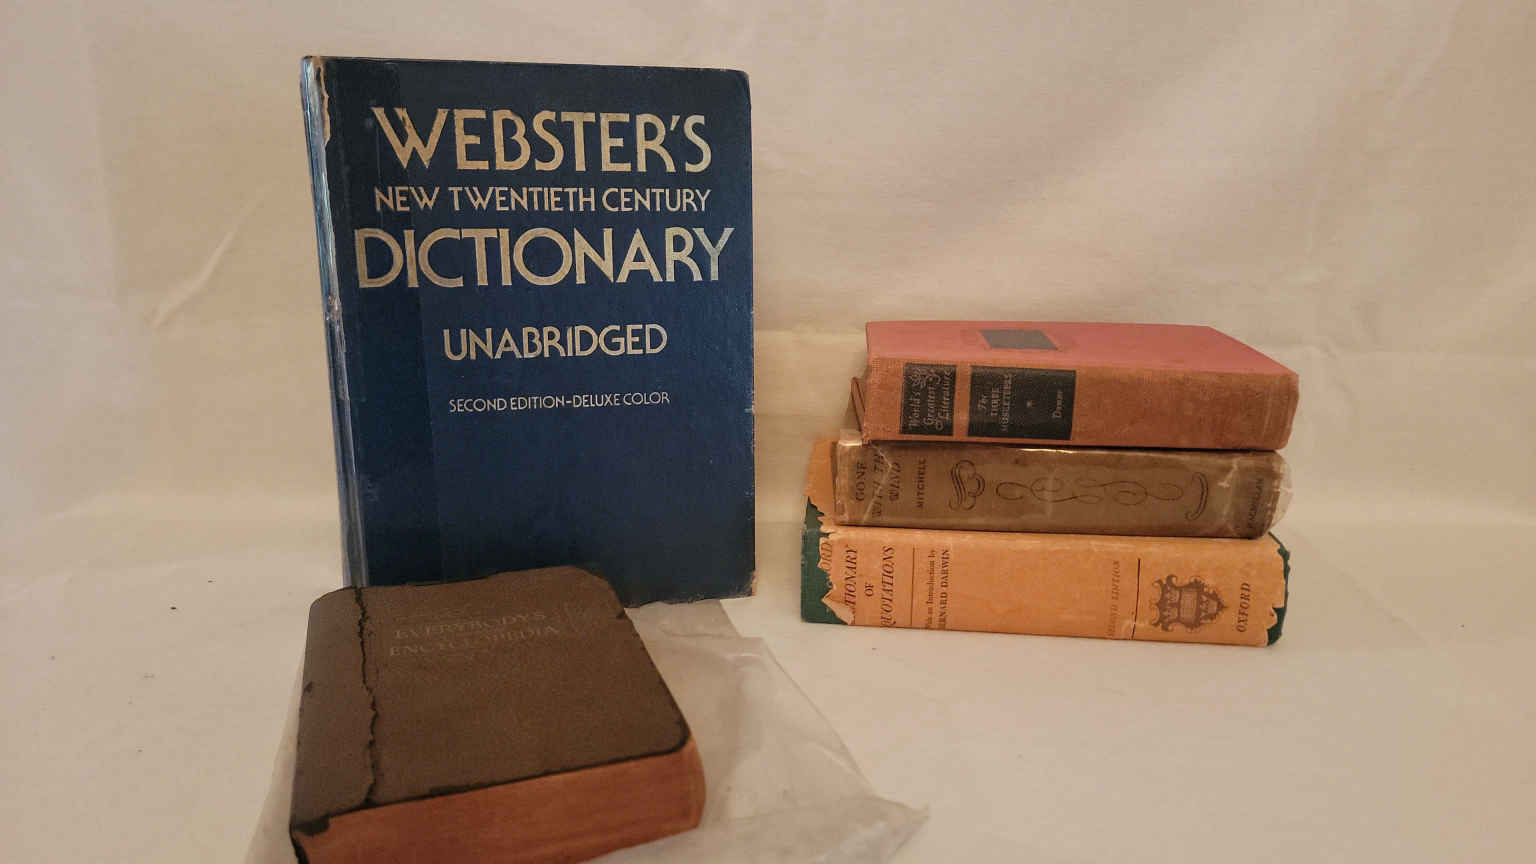 WEBSTER'S
NEW TWENTIETH CENTURY
DICTIONARY
UNABRIDGED
SECOND EDITION-DELUXE COLOR
EVERYBODY'S
ENCYCLOPEDIA
World's
Greatest
Literature
The
THREE
MUSKETEERS
Dumas
GONE
WITH THE
WIND
MITCHELL
MACMILLAN
OF
QUOTATIONS
With an Introduction by
BERNARD DARWIN
SECOND EDITION
OXFORD